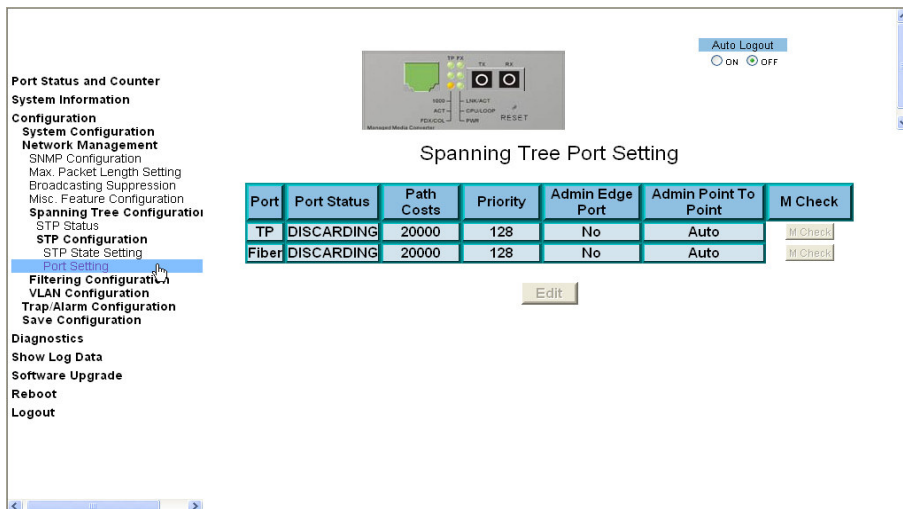 Auto Logout
ON OFF
TP FX TX RX
1000 LNK/ACT
ACT CPU/LOOP
FDX/COL PWR RESET
Managed Media Converter
Port Status and Counter
System Information
Configuration
System Configuration
Network Management
SNMP Configuration
Max. Packet Length Setting
Broadcasting Suppression
Misc. Feature Configuration
Spanning Tree Configuration
STP Status
STP Configuration
STP State Setting
Port Setting
Filtering Configuration
VLAN Configuration
Trap/Alarm Configuration
Save Configuration
Diagnostics
Show Log Data
Software Upgrade
Reboot
Logout
Spanning Tree Port Setting
Port Port Status Path Costs Priority Admin Edge Port Admin Point To Point M Check
TP DISCARDING 20000 128 No Auto M Check
Fiber DISCARDING 20000 128 No Auto M Check
Edit